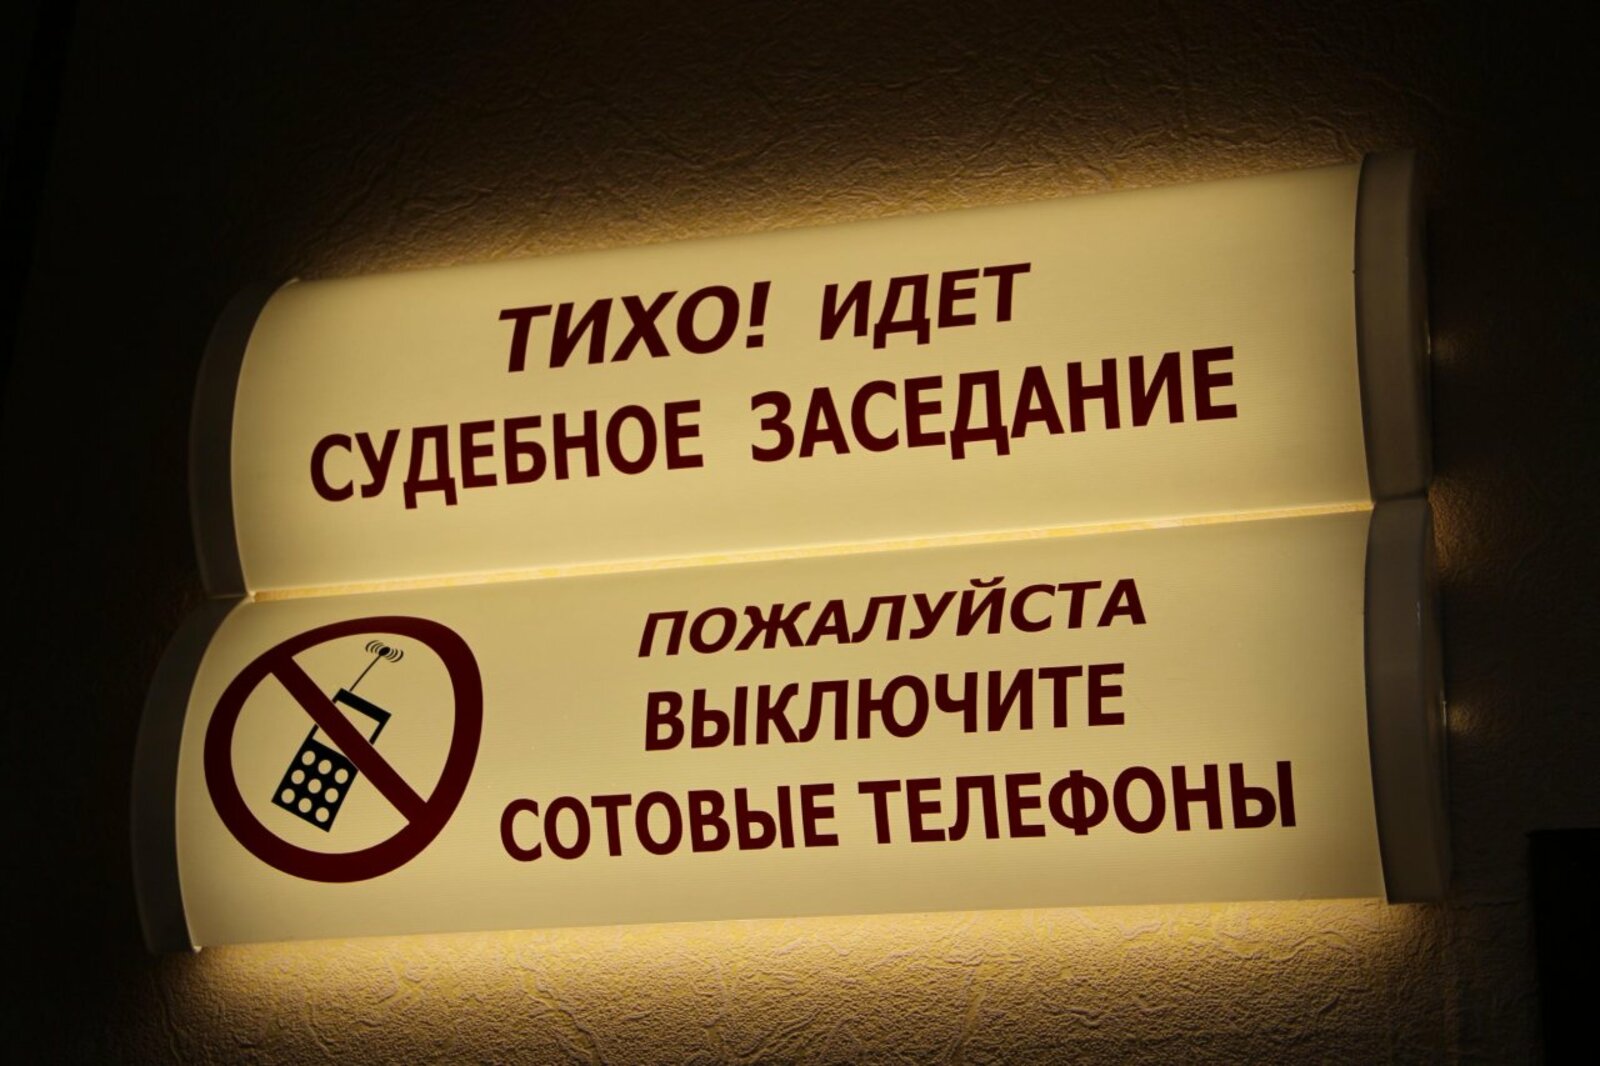 ТИХО! ИДЕТ
СУДЕБНОЕ ЗАСЕДАНИЕ
ПОЖАЛУЙСТА
ВЫКЛЮЧИТЕ
СОТОВЫЕ ТЕЛЕФОНЫ